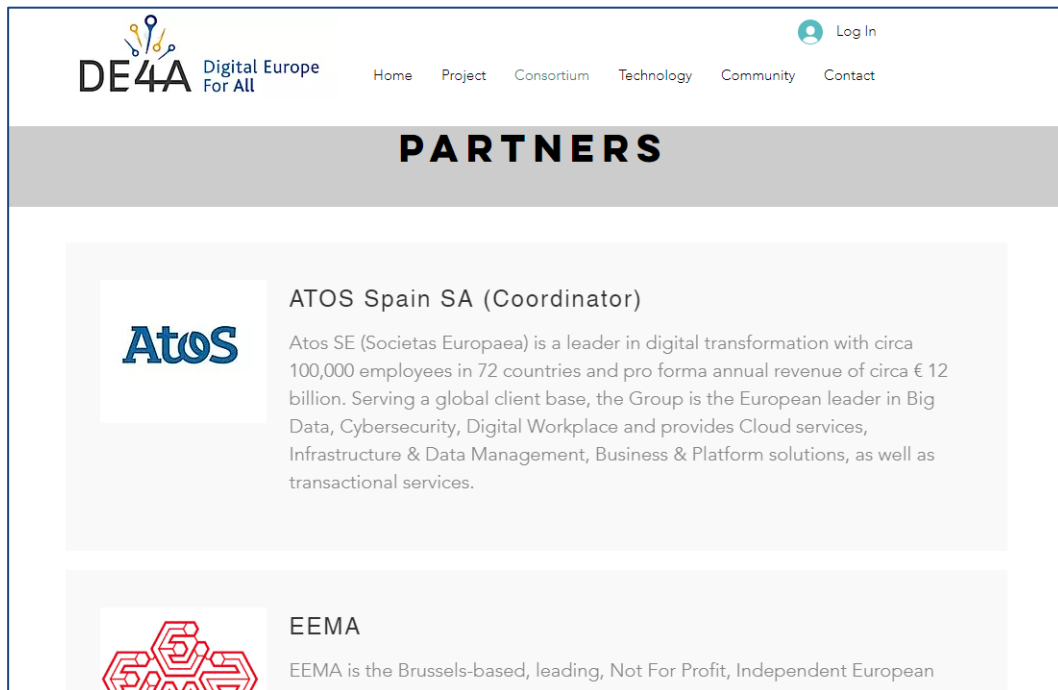 Log In
DE4A Digital Europe
For All
Home Project Consortium Technology Community Contact
PARTNERS
ATOS Spain SA (Coordinator)
Atos
Atos SE (Societas Europaea) is a leader in digital transformation with circa
100,000 employees in 72 countries and pro forma annual revenue of circa € 12
billion. Serving a global client base, the Group is the European leader in Big
Data, Cybersecurity, Digital Workplace and provides Cloud services,
Infrastructure & Data Management, Business & Platform solutions, as well as
transactional services.
EEMA
EEMA is the Brussels-based, leading, Not For Profit, Independent European